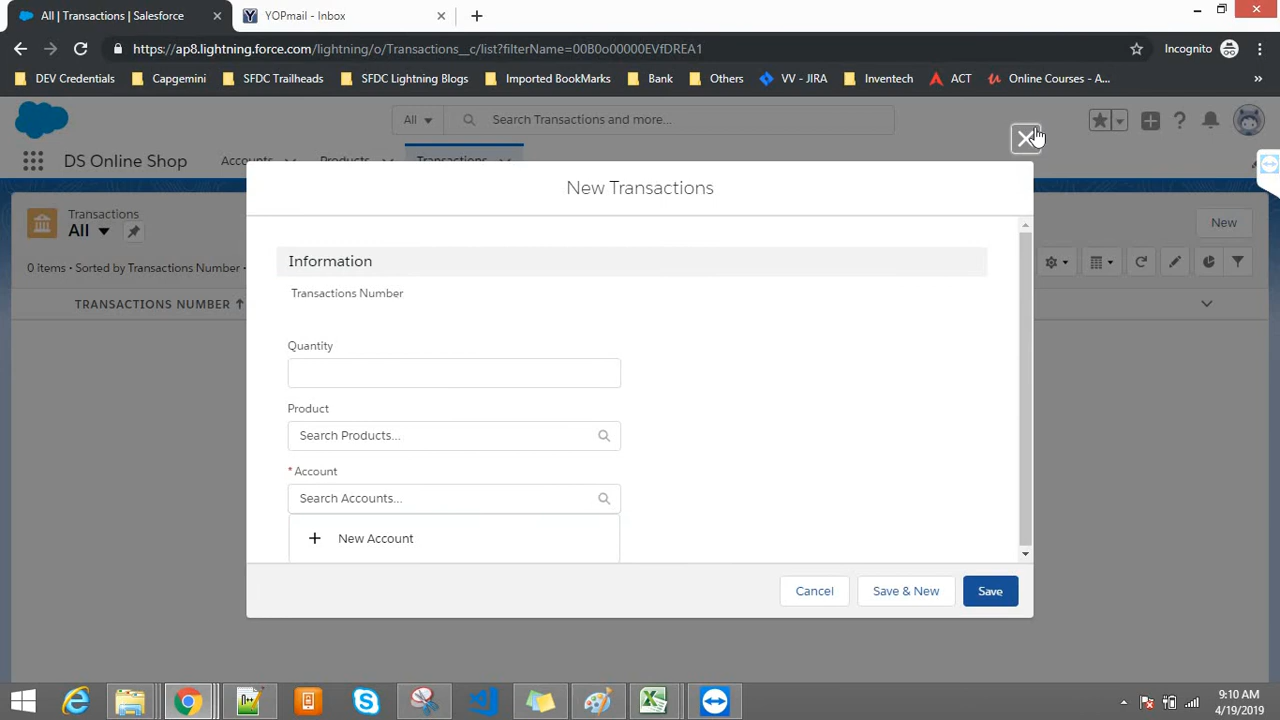 All | Transactions | Salesforce
YOPmail - Inbox
https://ap8.lightning.force.com/lightning/o/Transactions__c/list?filterName=00B0o00000EVfDREA1
Incognito
DEV Credentials
Capgemini
SFDC Trailheads
SFDC Lightning Blogs
Imported BookMarks
Bank
Others
VV - JIRA
Inventech
ACT
Online Courses - A...
»
All
Search Transactions and more...
DS Online Shop
Accounts
Products
Transactions
New Transactions
Transactions
All
New
0 items • Sorted by Transactions Number •
TRANSACTIONS NUMBER ↑
Information
Transactions Number
Quantity
Product
Search Products...
* Account
Search Accounts...
+ New Account
Cancel
Save & New
Save
9:10 AM
4/19/2019